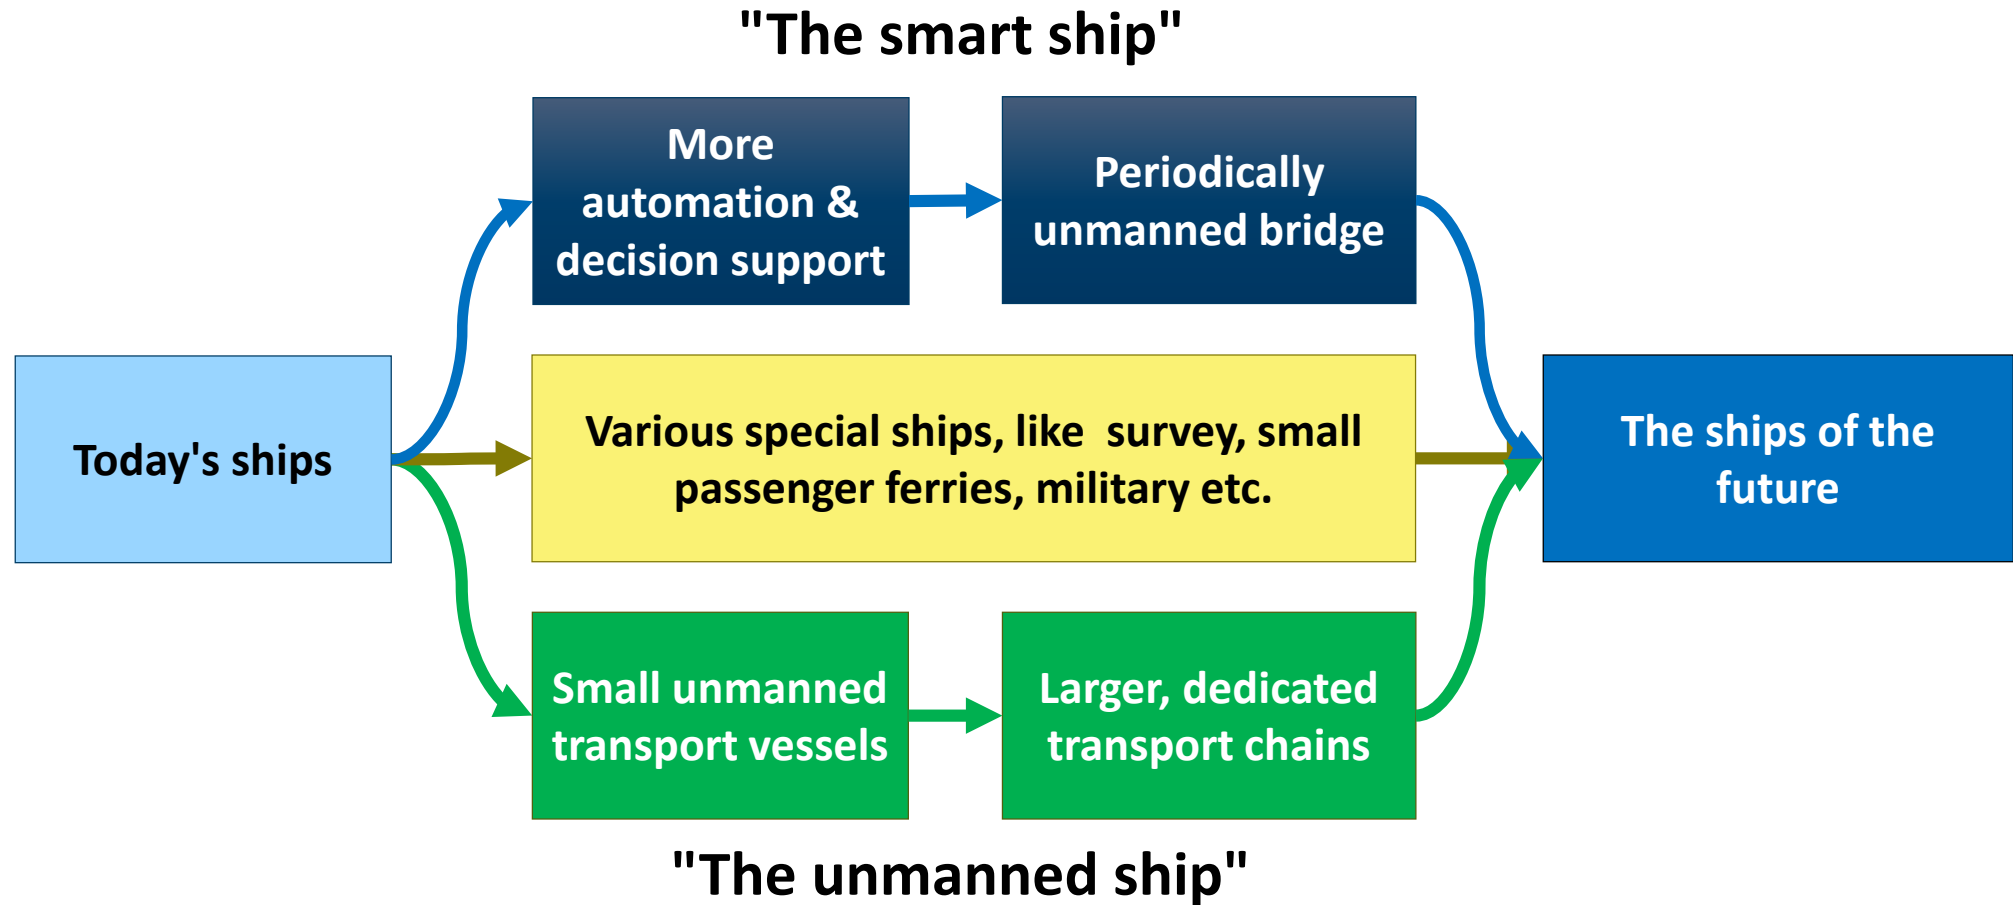 "The smart ship"
More
automation &
decision support
Periodically
unmanned bridge
Today's ships
Various special ships, like  survey, small
passenger ferries, military etc.
The ships of the
future
Small unmanned
transport vessels
Larger, dedicated
transport chains
"The unmanned ship"